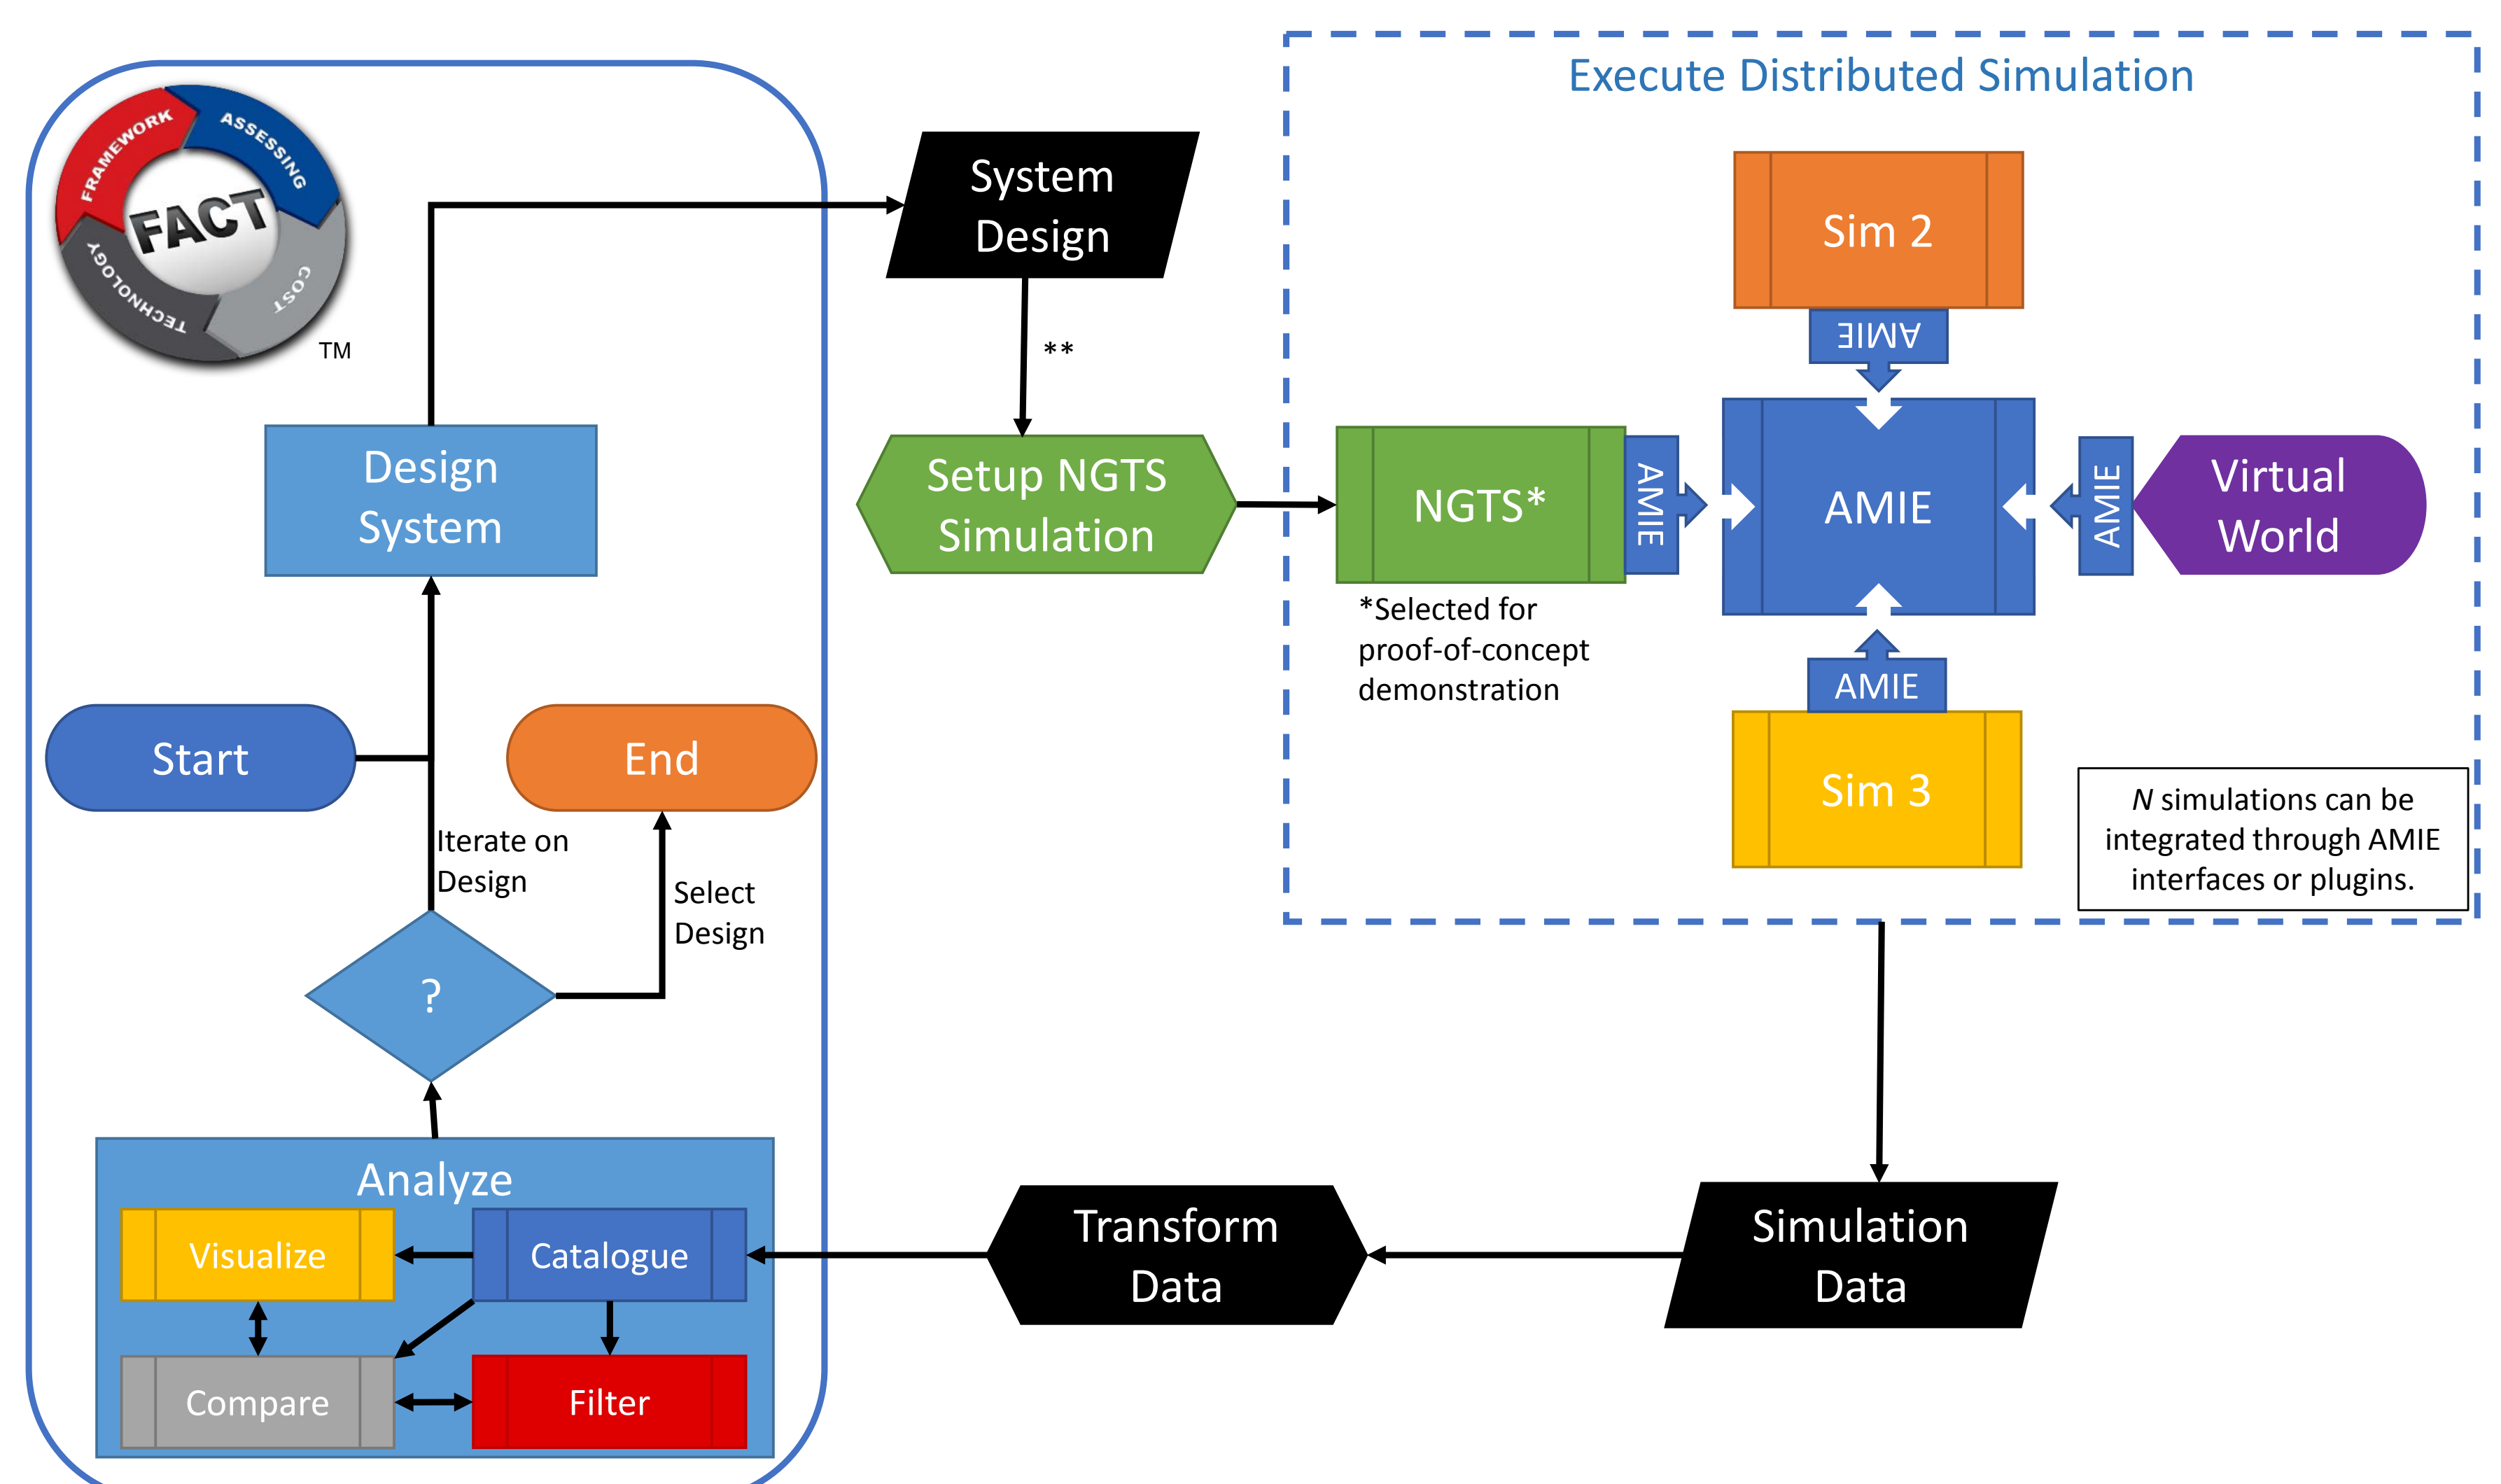 FRAMEWORK
ASSESSING
COST
TECHNOLOGY
FACT
TM
Design
System
Start
End
Iterate on
Design
Select
Design
?
Analyze
Visualize
Catalogue
Compare
Filter
System
Design
**
Setup NGTS
Simulation
Execute Distributed Simulation
Sim 2
AMIE
NGTS*
AMIE
AMIE
AMIE
Virtual
World
*Selected for
proof-of-concept
demonstration
AMIE
Sim 3
N simulations can be
integrated through AMIE
interfaces or plugins.
Transform
Data
Simulation
Data